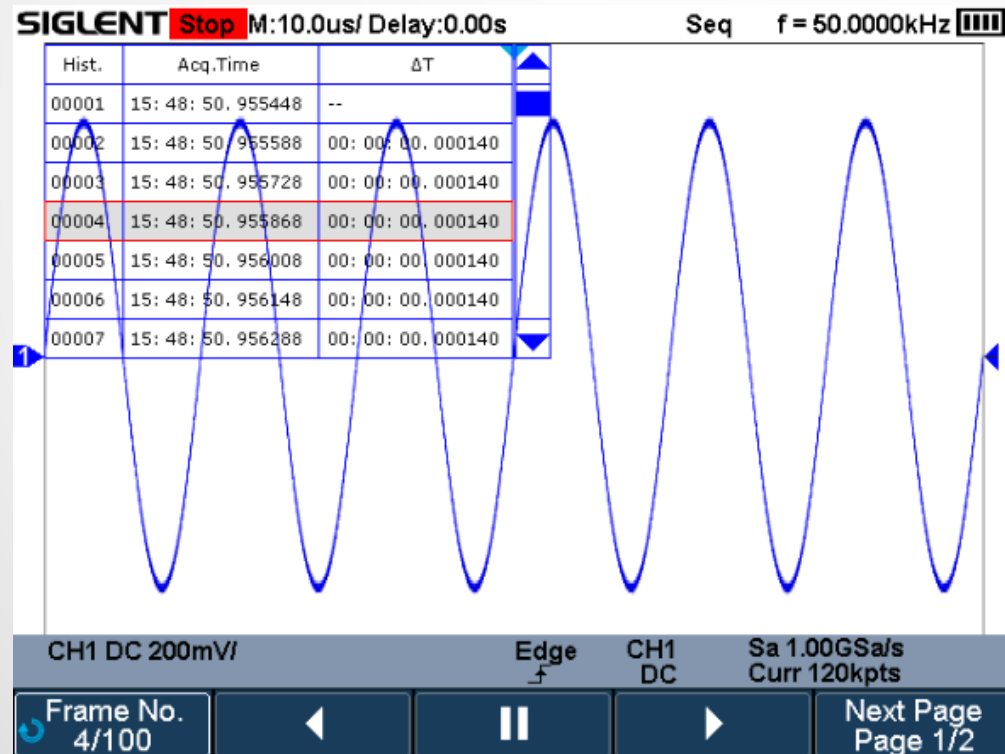 SIGLENT Stop M:10.0us/ Delay:0.00s Seq f = 50.0000kHz
Hist. Acq.Time ΔT
00001 15: 48: 50. 955448 --
00002 15: 48: 50. 955588 00: 00: 00. 000140
00003 15: 48: 50. 955728 00: 00: 00. 000140
00004 15: 48: 50. 955868 00: 00: 00. 000140
00005 15: 48: 50. 956008 00: 00: 00. 000140
00006 15: 48: 50. 956148 00: 00: 00. 000140
00007 15: 48: 50. 956288 00: 00: 00. 000140
1
CH1 DC 200mV/ Edge CH1 Sa 1.00GSa/s
DC Curr 120kpts
Frame No. Next Page
4/100 Page 1/2